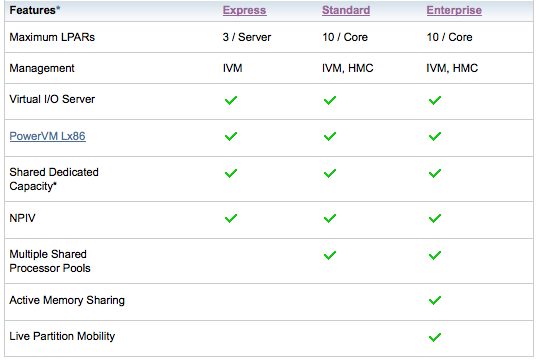 Features* Express Standard Enterprise
Maximum LPARs 3 / Server 10 / Core 10 / Core
Management IVM IVM, HMC IVM, HMC
Virtual I/O Server
PowerVM Lx86
Shared Dedicated
Capacity*
NPIV
Multiple Shared
Processor Pools
Active Memory Sharing
Live Partition Mobility